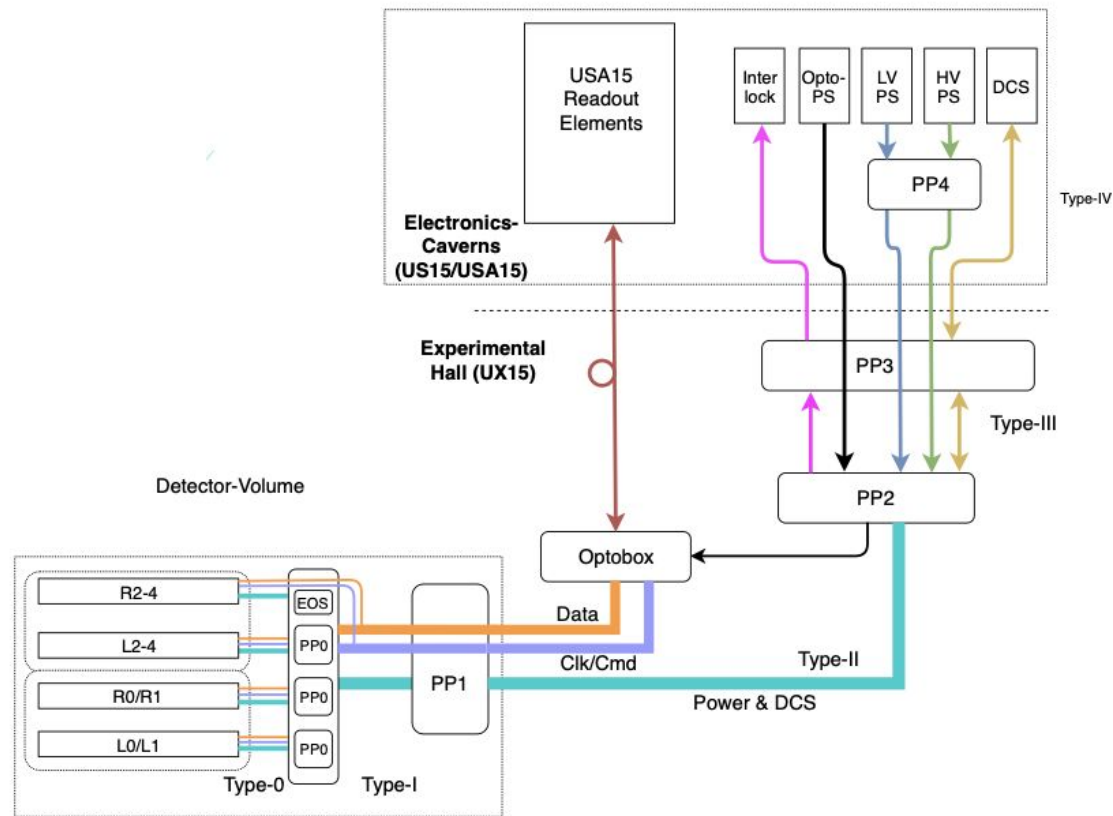 USA15
Readout
Elements
Inter
lock
Opto-
PS
LV
PS
HV
PS
DCS
PP4
Type-IV
Electronics-
Caverns
(US15/USA15)
Experimental
Hall (UX15)
PP3
Type-III
Detector-Volume
PP2
Optobox
R2-4
EOS
Data
L2-4
PP0
Clk/Cmd
Type-II
R0/R1
PP0
PP1
Power & DCS
L0/L1
PP0
Type-0
Type-I